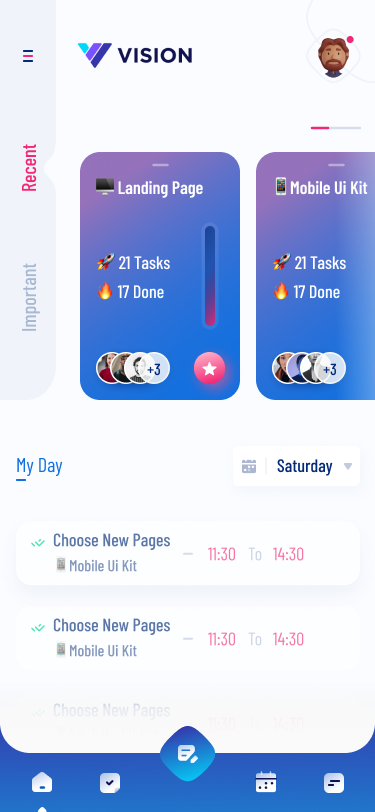 VISION
Recent
Important
Landing Page
21 Tasks
17 Done
+3
Mobile Ui Kit
21 Tasks
17 Done
+3
My Day
Saturday
Choose New Pages
Mobile Ui Kit
11:30 To 14:30
Choose New Pages
Mobile Ui Kit
11:30 To 14:30
Choose New Pages
11:30 To 14:30